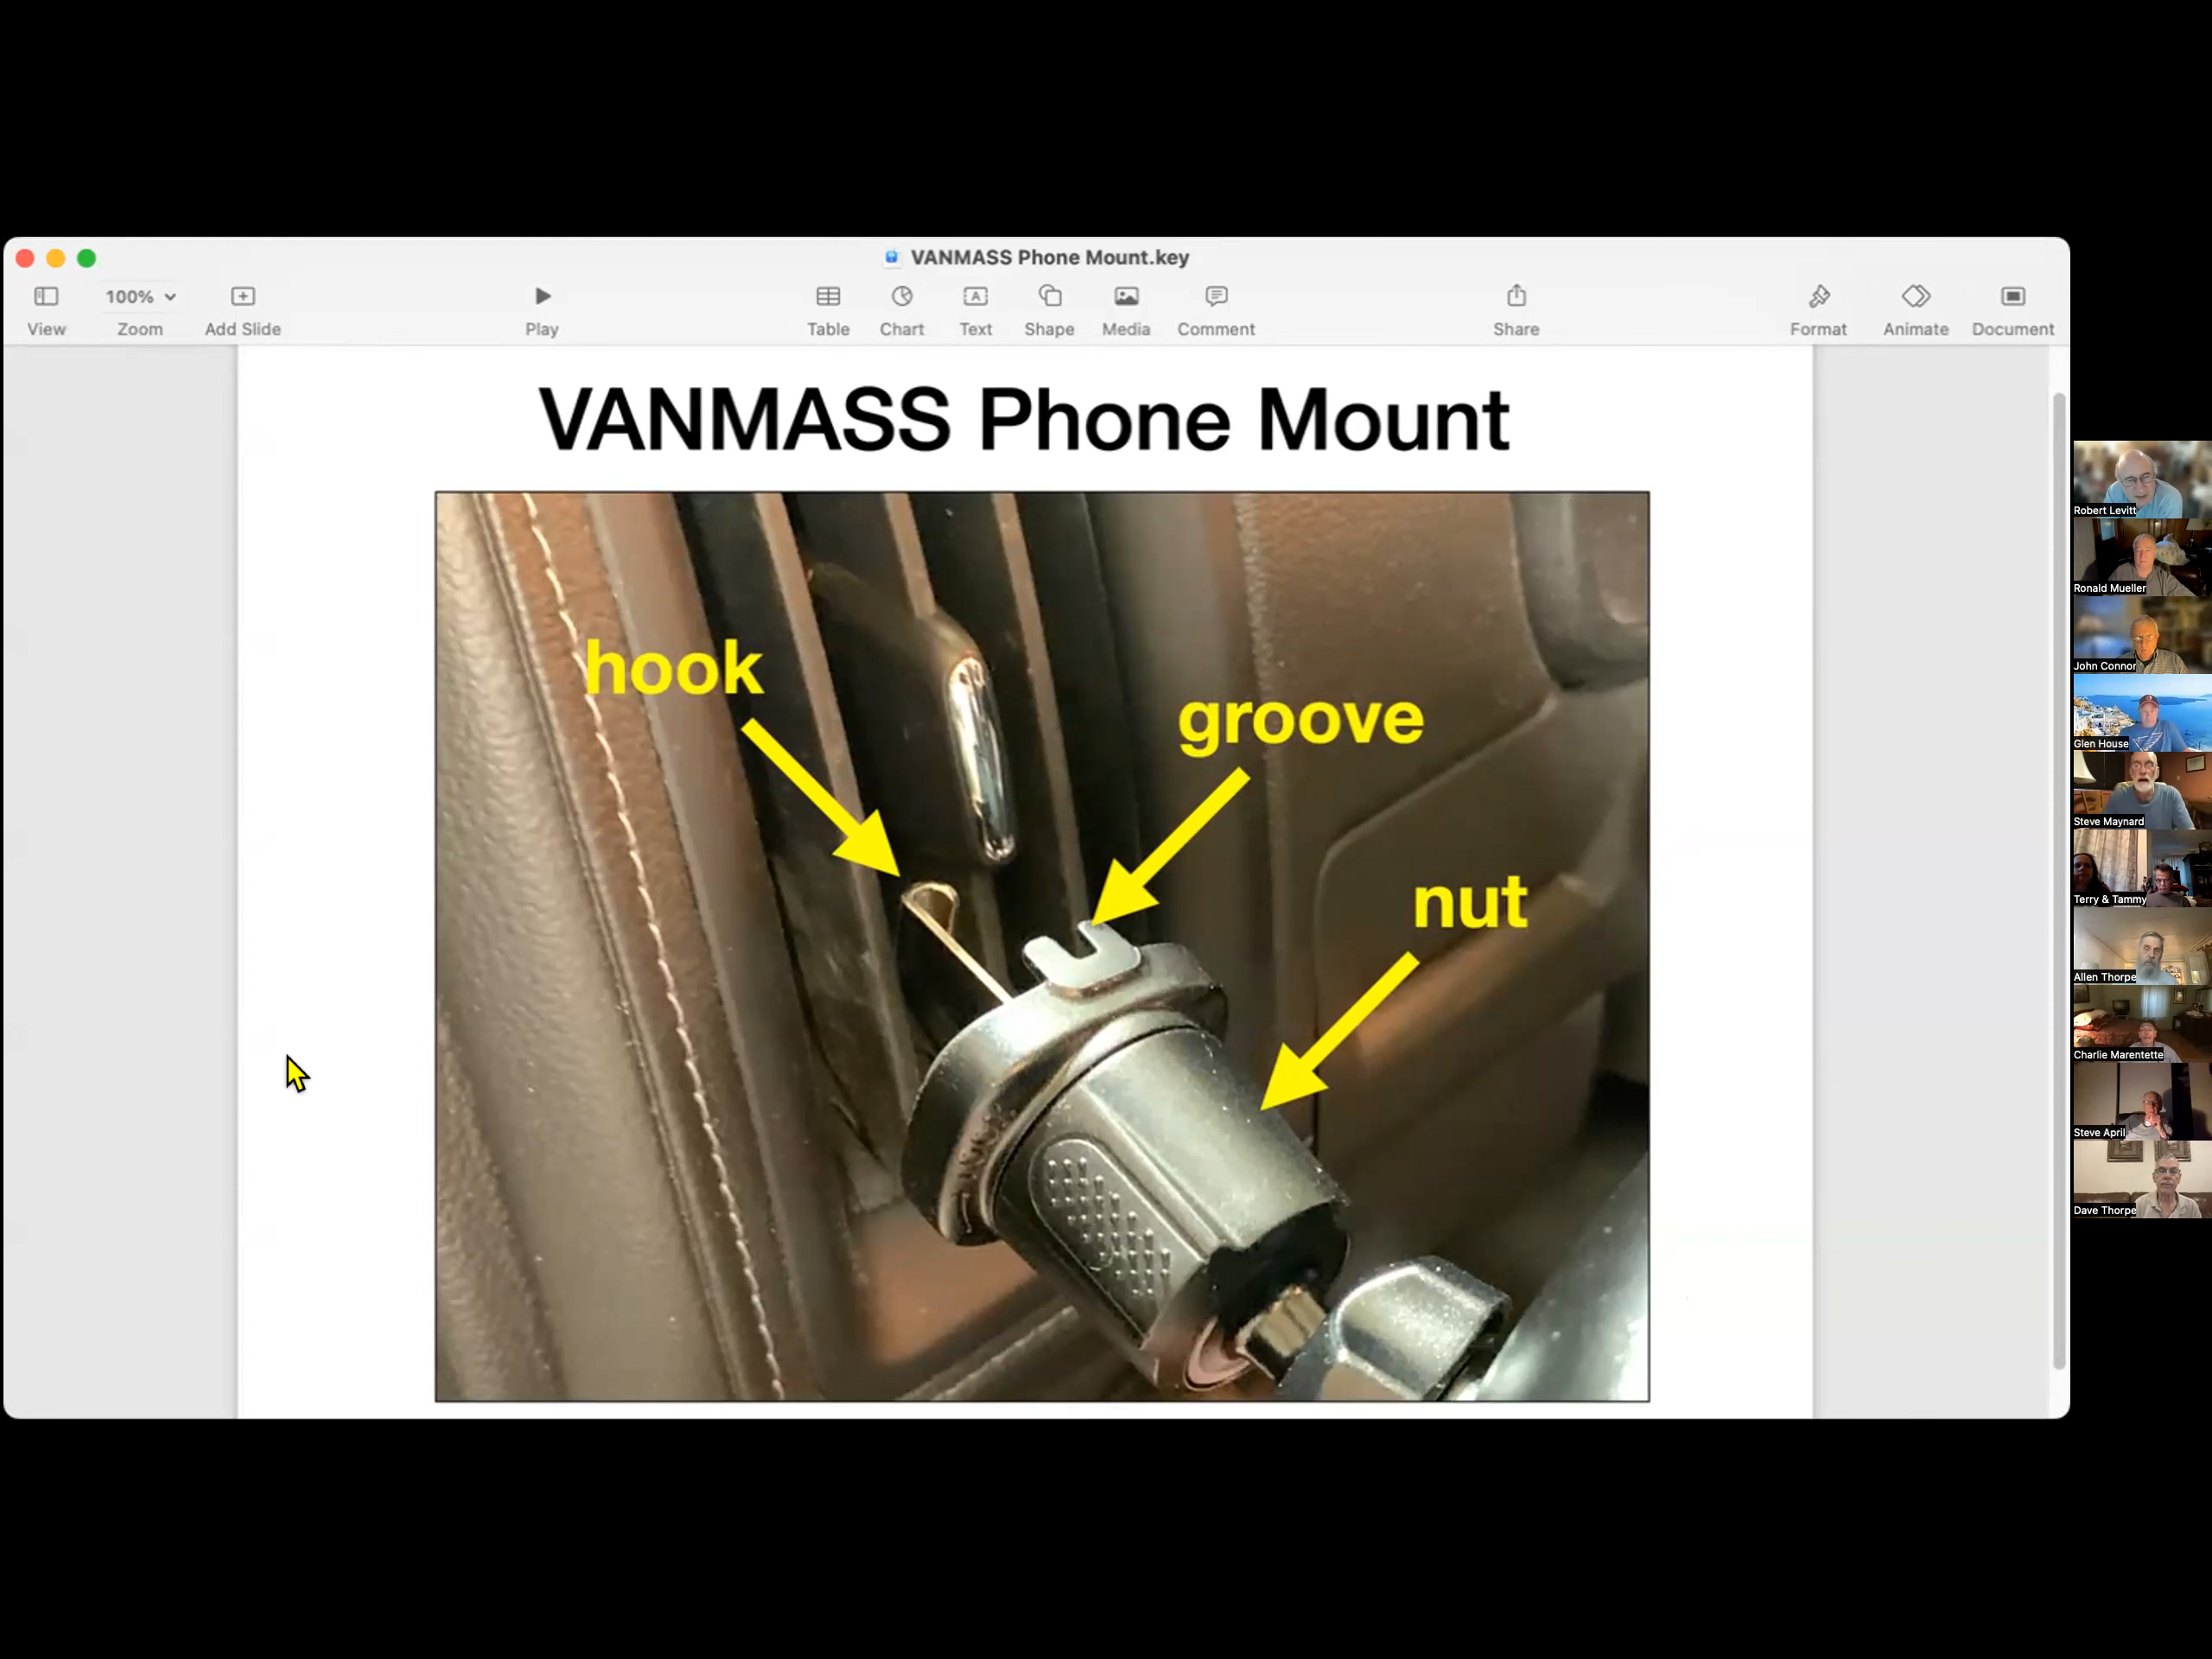 VANMASS Phone Mount.key
View
100%
Zoom
Add Slide
Play
Table
Chart
Text
Shape
Media
Comment
Share
Format
Animate
Document
VANMASS Phone Mount
hook
groove
nut
Robert Levitt
Ronald Mueller
John Connor
Glen House
Steve Maynard
Terry & Tammy
Allen Thorpe
Charlie Marentette
Steve April
Dave Thorpe